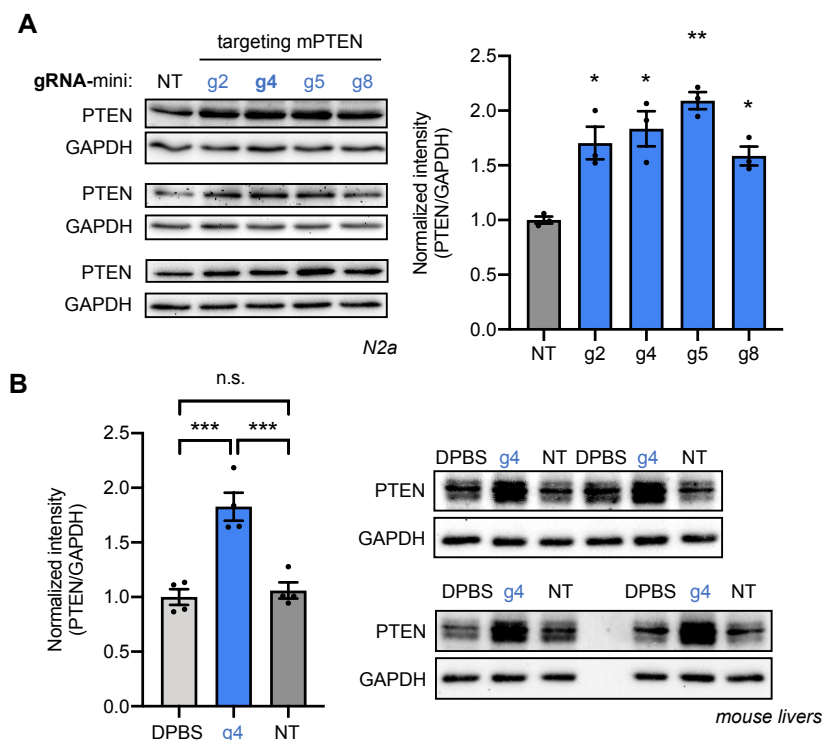 A
targeting mPTEN
gRNA-mini: NT g2 g4 g5 g8
PTEN
GAPDH
PTEN
GAPDH
PTEN
GAPDH
N2a
Normalized intensity
(PTEN/GAPDH)
2.5
2.0
1.5
1.0
0.5
0.0
* * ** *
NT g2 g4 g5 g8
B
n.s.
*** ***
Normalized intensity
(PTEN/GAPDH)
2.5
2.0
1.5
1.0
0.5
0.0
DPBS g4 NT
DPBS g4 NT DPBS g4 NT
PTEN
GAPDH
DPBS g4 NT DPBS g4 NT
PTEN
GAPDH
mouse livers